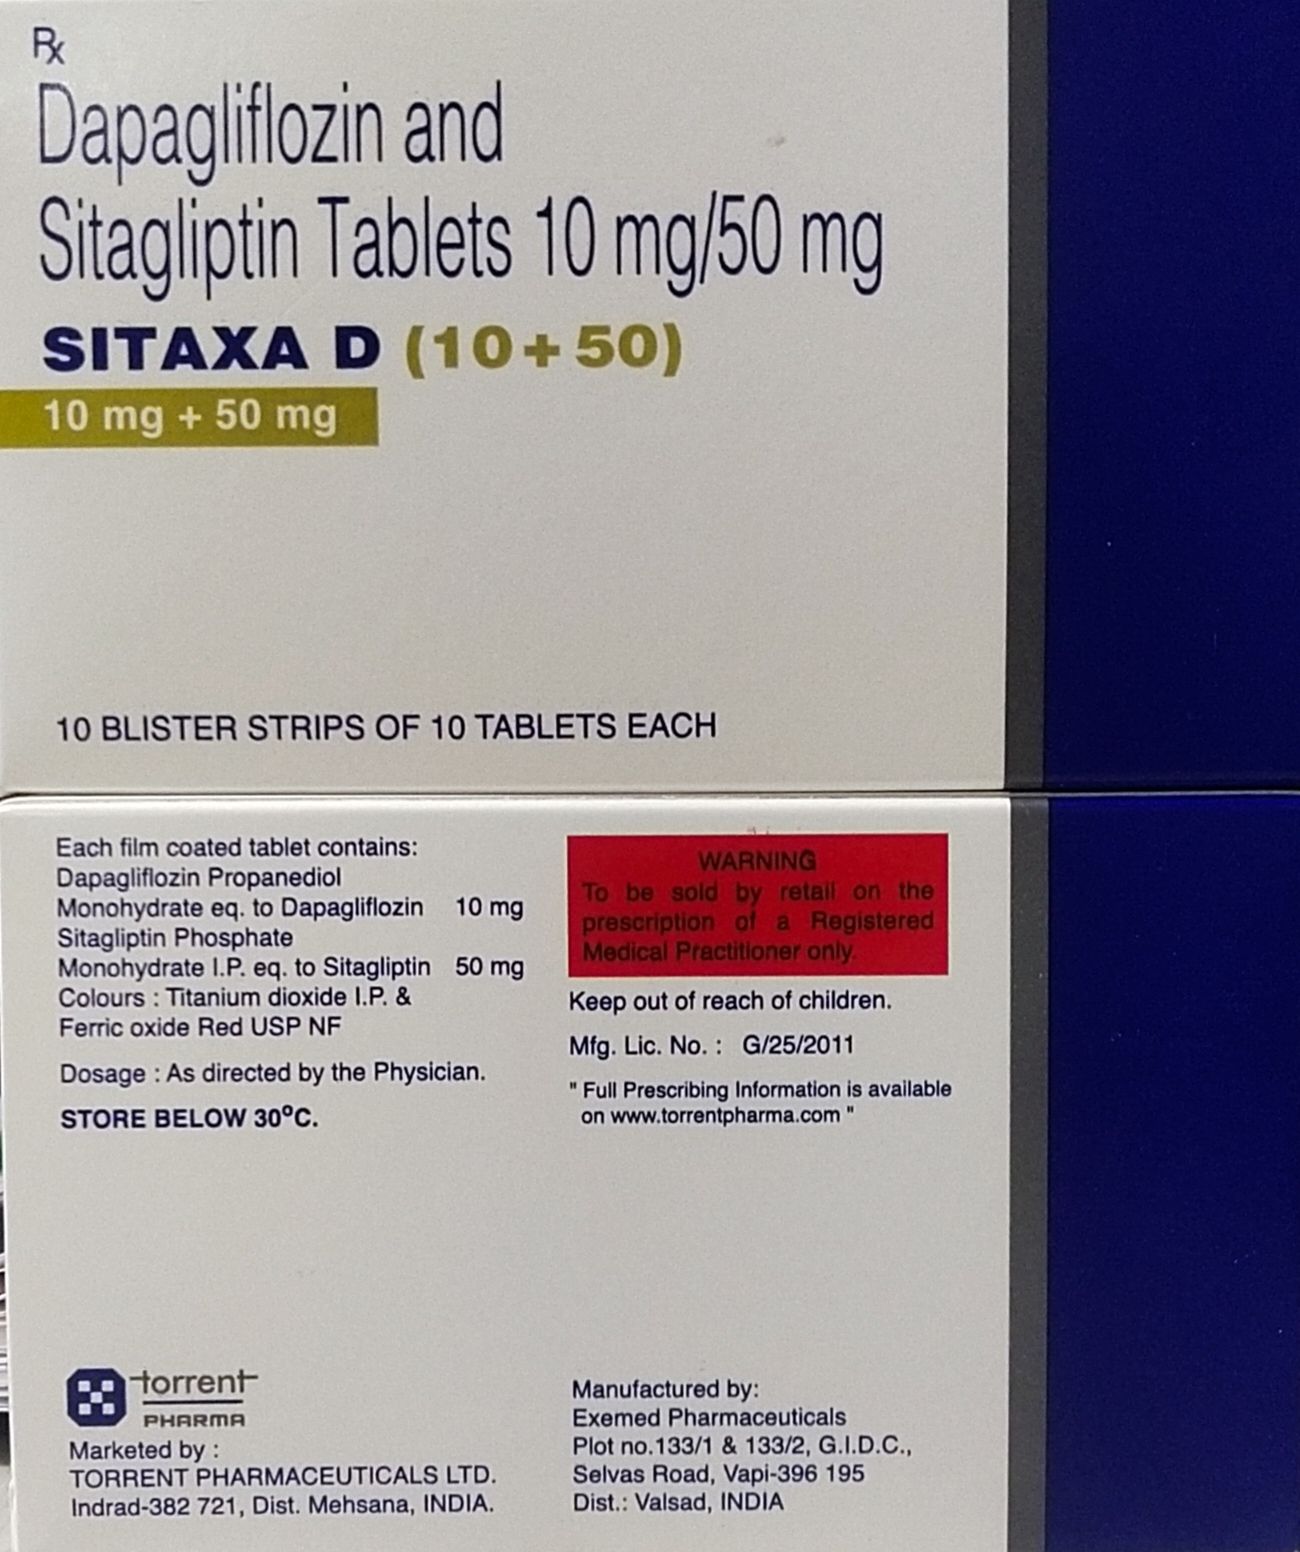 Rx
Dapagliflozin and
Sitagliptin Tablets 10 mg/50 mg
SITAXA D (10+50)
10 mg + 50 mg
10 BLISTER STRIPS OF 10 TABLETS EACH
Each film coated tablet contains:
Dapagliflozin Propanediol
Monohydrate eq. to Dapagliflozin 10 mg
Sitagliptin Phosphate
Monohydrate I.P. eq. to Sitagliptin 50 mg
Colours : Titanium dioxide I.P. &
Ferric oxide Red USP NF
Dosage : As directed by the Physician.
STORE BELOW 30°C.
WARNING
To be sold by retail on the
prescription of a Registered
Medical Practitioner only.
Keep out of reach of children.
Mfg. Lic. No. : G/25/2011
" Full Prescribing Information is available
on www.torrentpharma.com "
torrent
PHARMA
Marketed by :
TORRENT PHARMACEUTICALS LTD.
Indrad-382 721, Dist. Mehsana, INDIA.
Manufactured by:
Exemed Pharmaceuticals
Plot no.133/1 & 133/2, G.I.D.C.,
Selvas Road, Vapi-396 195
Dist.: Valsad, INDIA